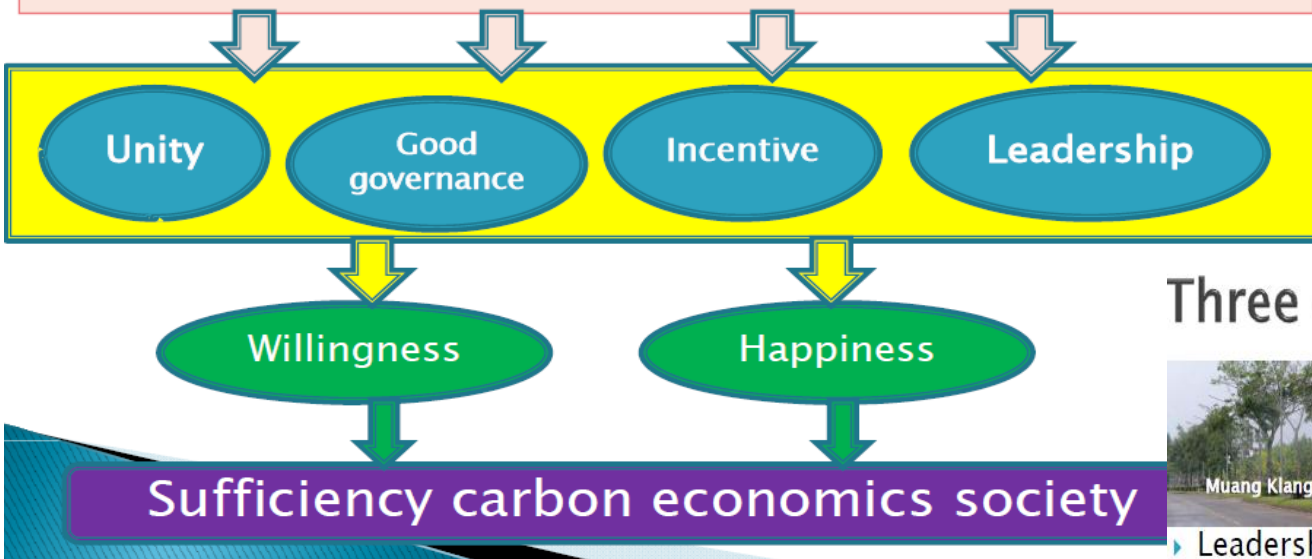 Unity
Good
governance
Incentive
Leadership
Willingness
Happiness
Three
Muang Klang
Sufficiency carbon economics society